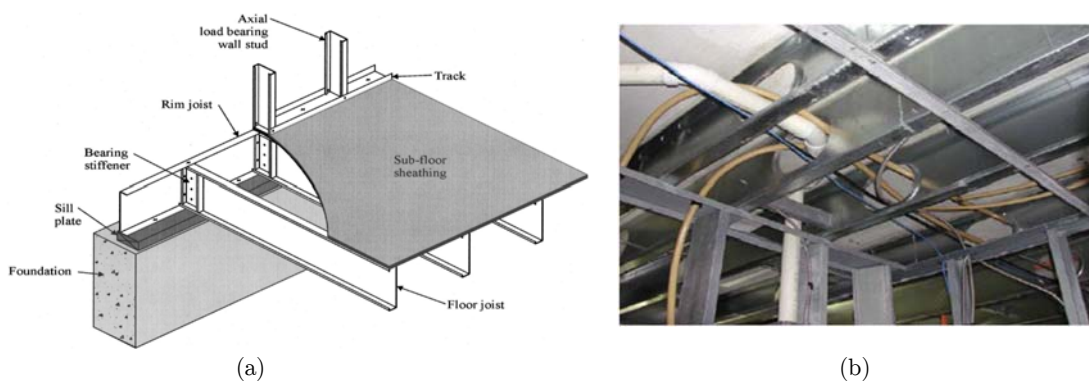 Axial
load bearing
wall stud
Track
Rim joist
Bearing
stiffener
Sub-floor
sheathing
Sill
plate
Foundation
Floor joist
(a)
(b)